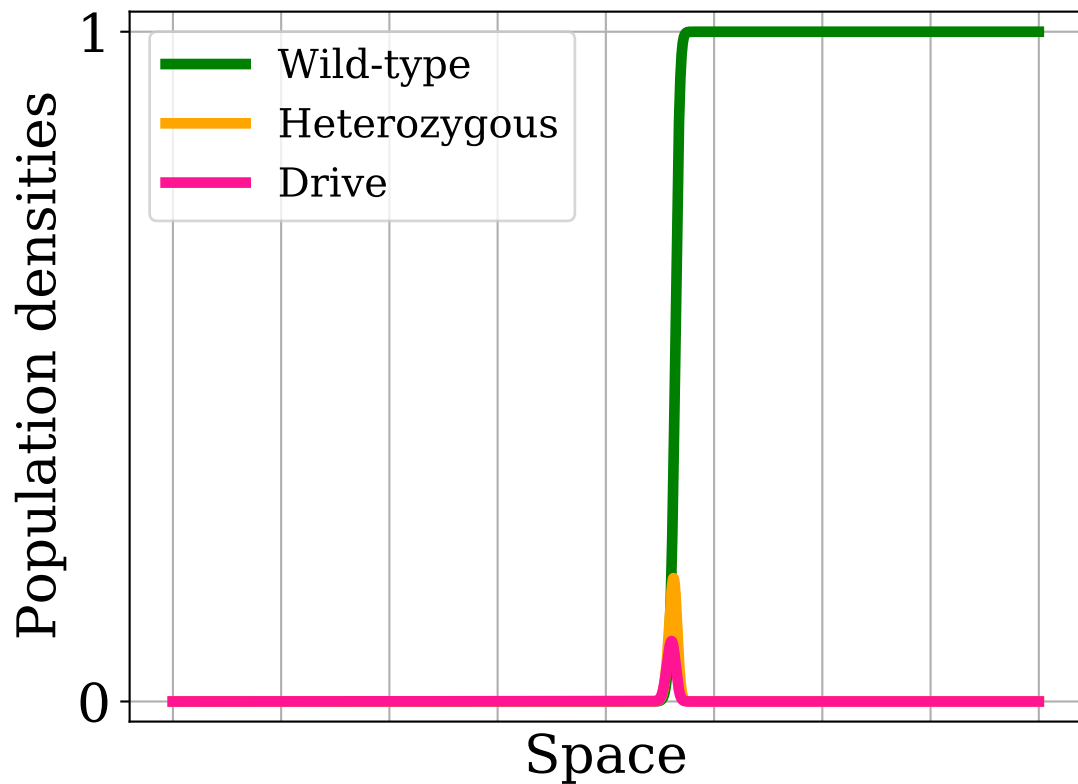 1
Wild-type
Heterozygous
Drive
Population densities
0
Space